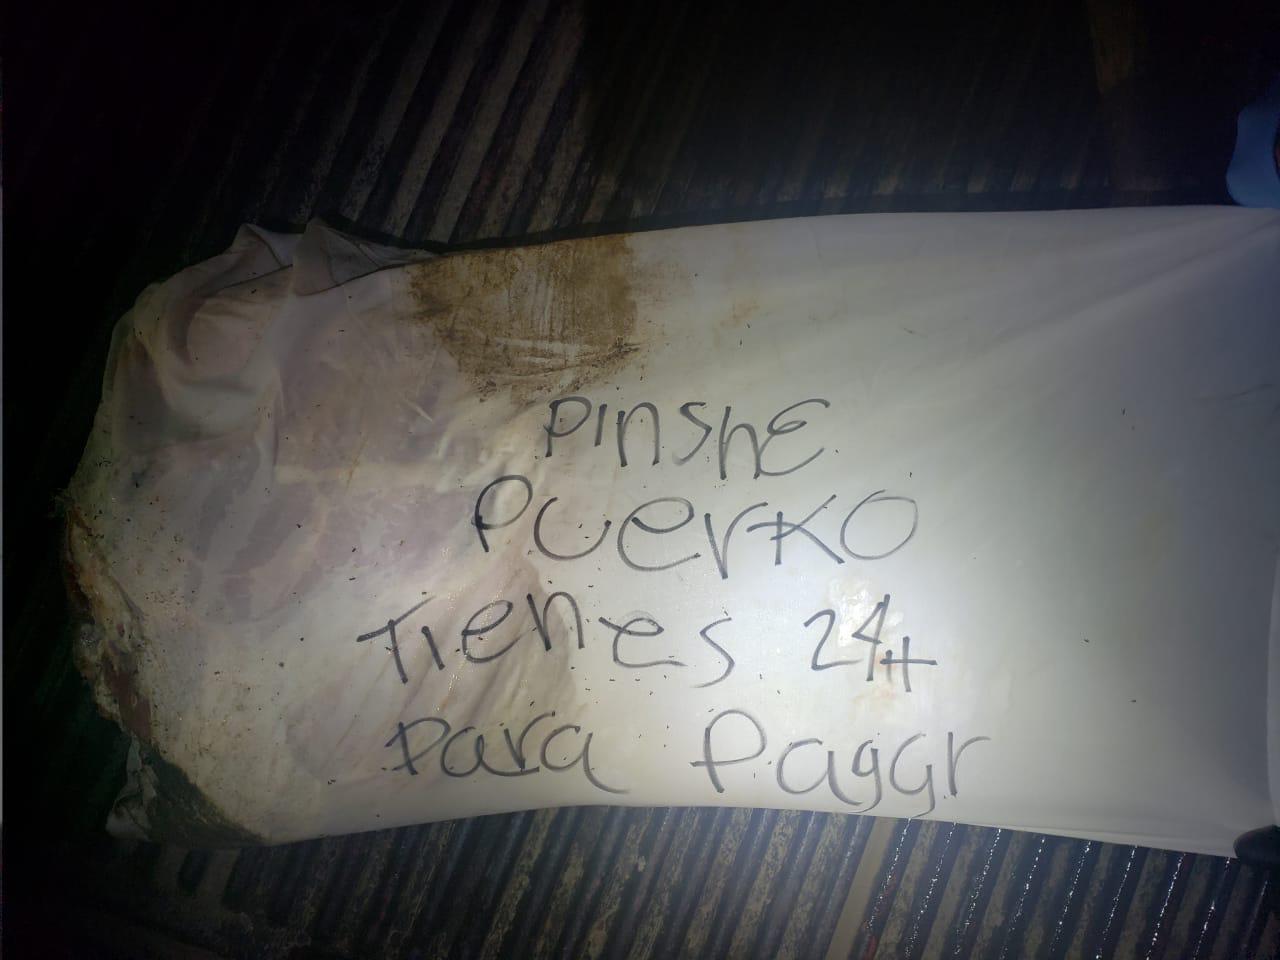 PINShE
PUerKO
TIenes 24H
Para Pagar